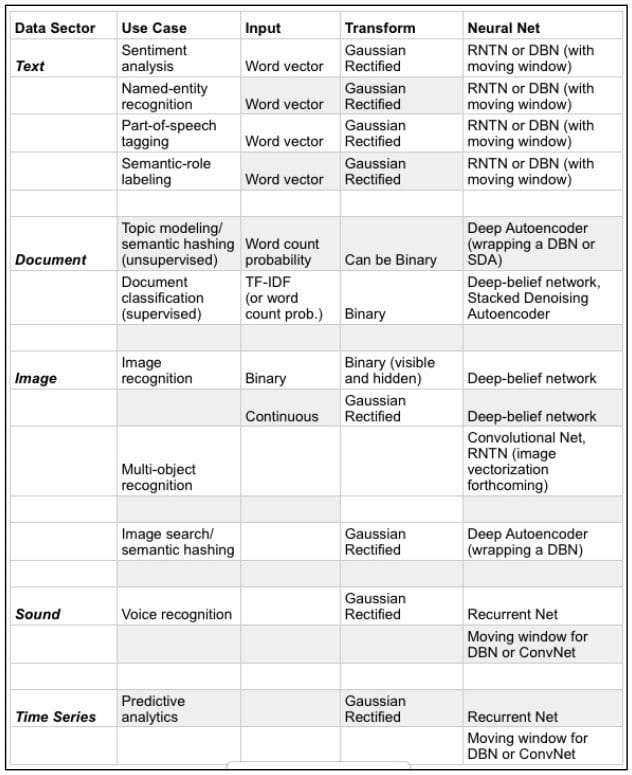 Data Sector Use Case Input Transform Neural Net
Text Sentiment analysis Word vector Gaussian Rectified RNTN or DBN (with moving window)
Named-entity recognition Word vector Gaussian Rectified RNTN or DBN (with moving window)
Part-of-speech tagging Word vector Gaussian Rectified RNTN or DBN (with moving window)
Semantic-role labeling Word vector Gaussian Rectified RNTN or DBN (with moving window)
Document Topic modeling/ semantic hashing (unsupervised) Word count probability Can be Binary Deep Autoencoder (wrapping a DBN or SDA)
Document classification (supervised) TF-IDF (or word count prob.) Binary Deep-belief network, Stacked Denoising Autoencoder
Image Image recognition Binary Binary (visible and hidden) Deep-belief network
Continuous Gaussian Rectified Deep-belief network
Multi-object recognition Convolutional Net, RNTN (image vectorization forthcoming)
Image search/ semantic hashing Gaussian Rectified Deep Autoencoder (wrapping a DBN)
Sound Voice recognition Gaussian Rectified Recurrent Net
Moving window for DBN or ConvNet
Time Series Predictive analytics Gaussian Rectified Recurrent Net
Moving window for DBN or ConvNet